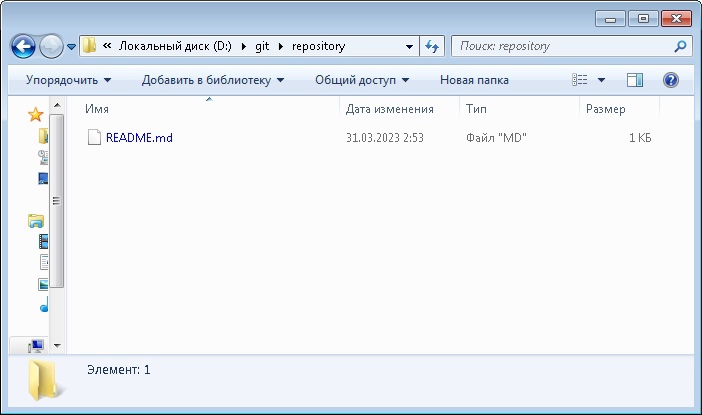 « Локальный диск (D:) git repository Поиск: repository
Упорядочить Добавить в библиотеку Общий доступ Новая папка
Имя Дата изменения Тип Размер
README.md 31.03.2023 2:53 Файл "MD" 1 КБ
Элемент: 1